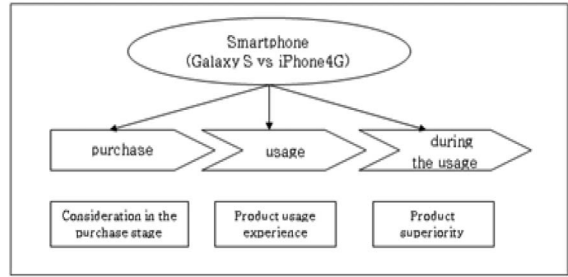 Smartphone
(Galaxy S vs iPhone4G)
purchase
usage
during
the usage
Consideration in the
purchase stage
Product usage
experience
Product
superiority